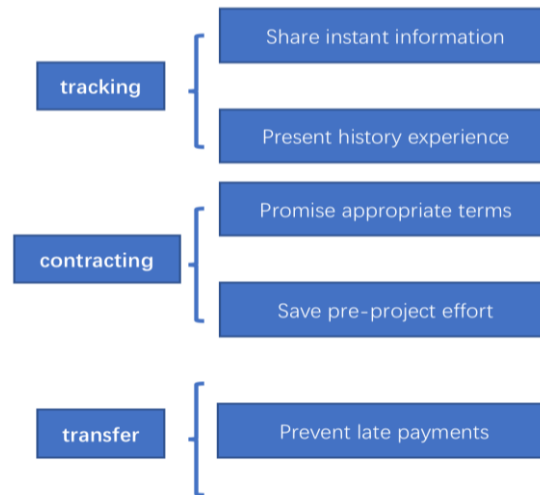 Share instant information
tracking
Present history experience
Promise appropriate terms
contracting
Save pre-project effort
transfer
Prevent late payments